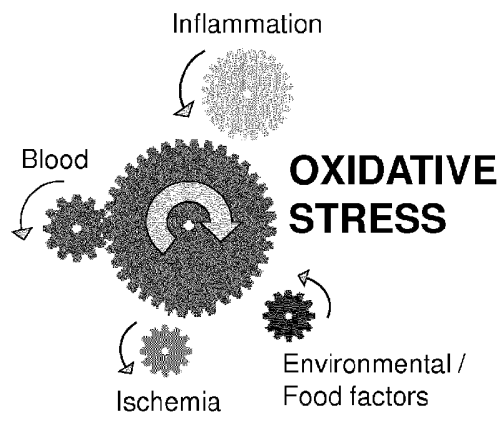 Inflammation
Blood
OXIDATIVE
STRESS
Environmental /
Food factors
Ischemia